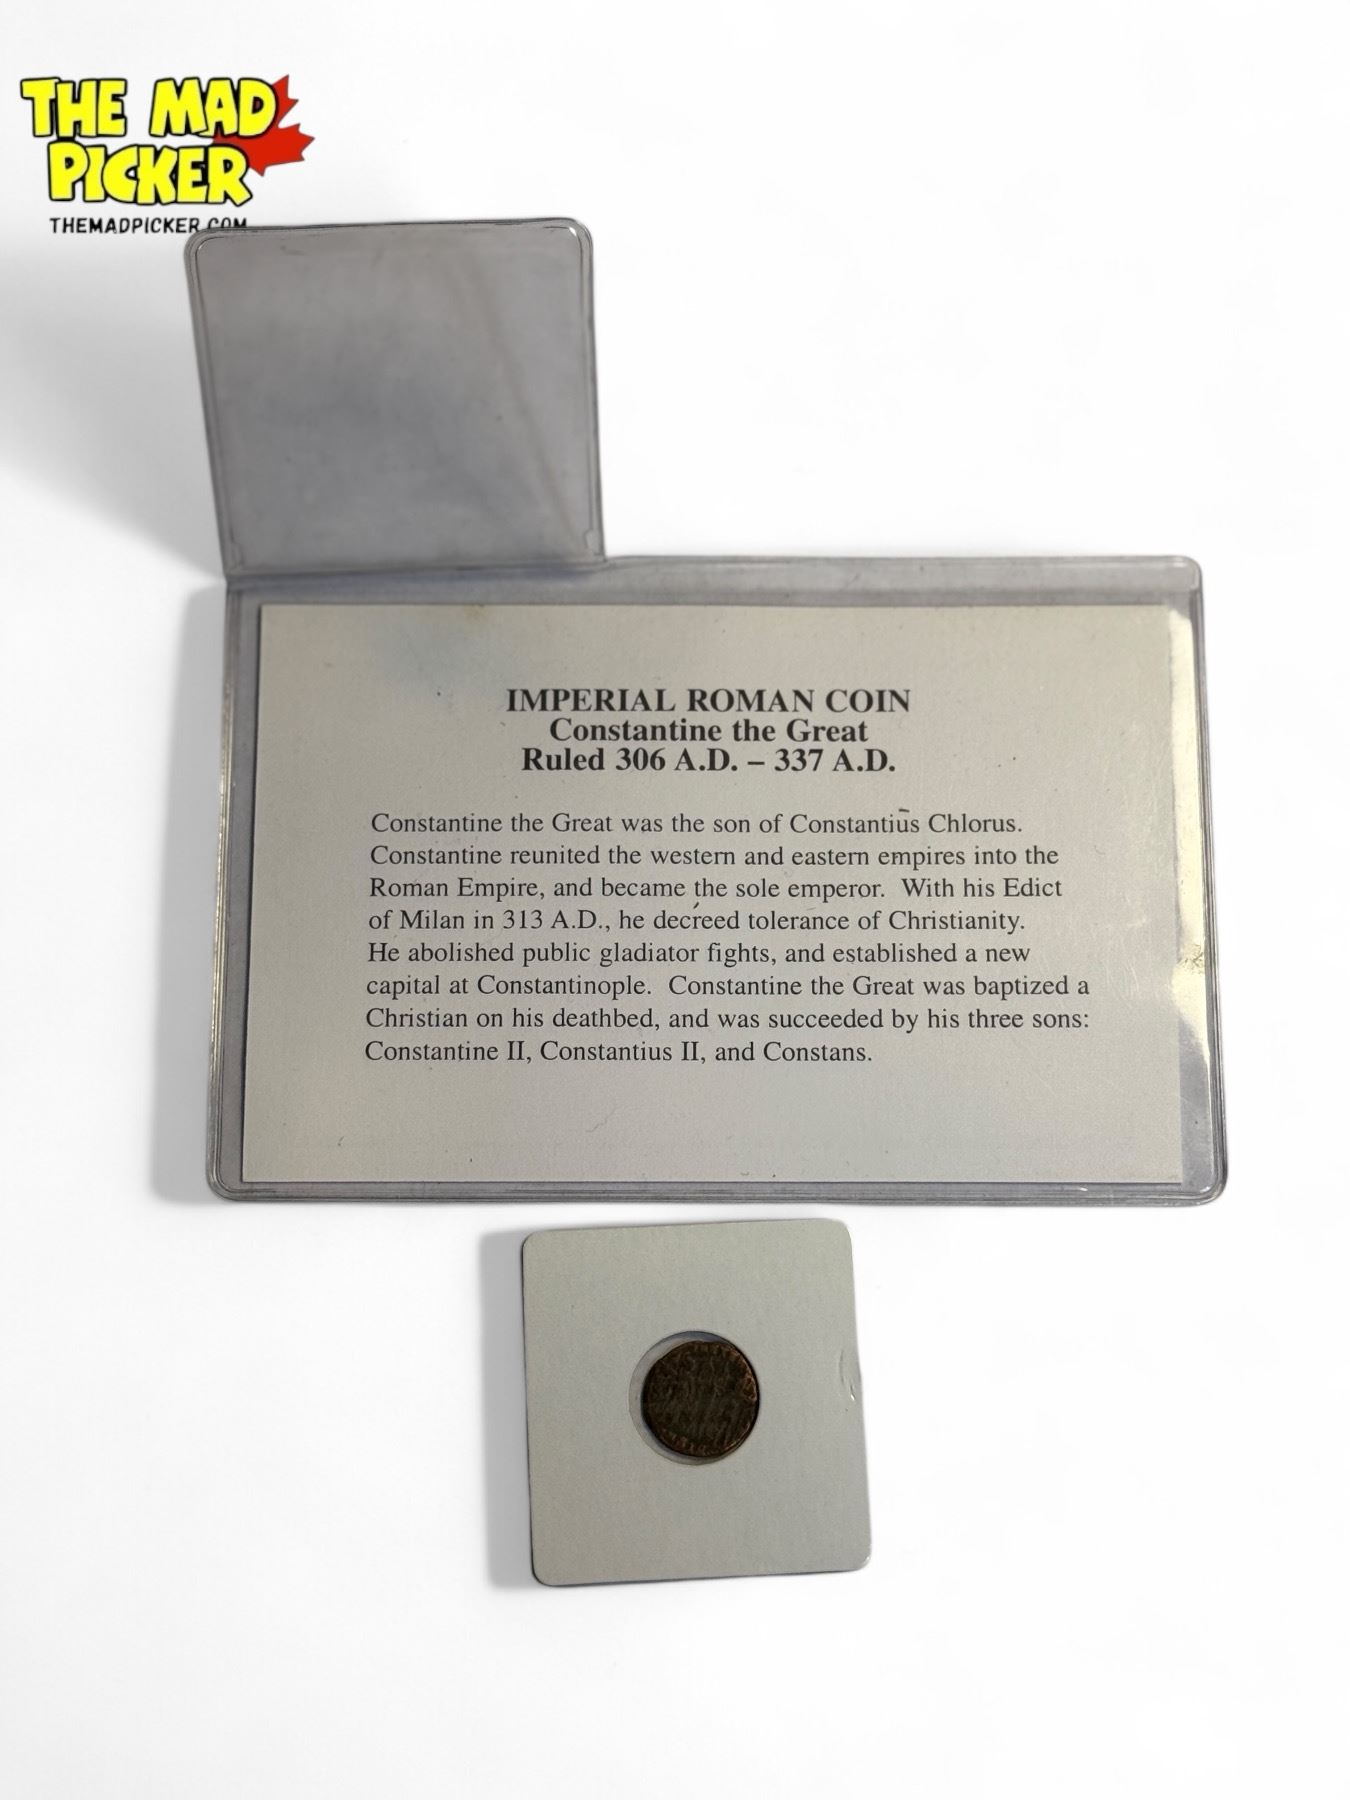 THE MAD
PICKER
THEMADPICKER.COM
IMPERIAL ROMAN COIN
Constantine the Great
Ruled 306 A.D. – 337 A.D.
Constantine the Great was the son of Constantius Chlorus.
Constantine reunited the western and eastern empires into the
Roman Empire, and became the sole emperor. With his Edict
of Milan in 313 A.D., he decreed tolerance of Christianity.
He abolished public gladiator fights, and established a new
capital at Constantinople. Constantine the Great was baptized a
Christian on his deathbed, and was succeeded by his three sons:
Constantine II, Constantius II, and Constans.